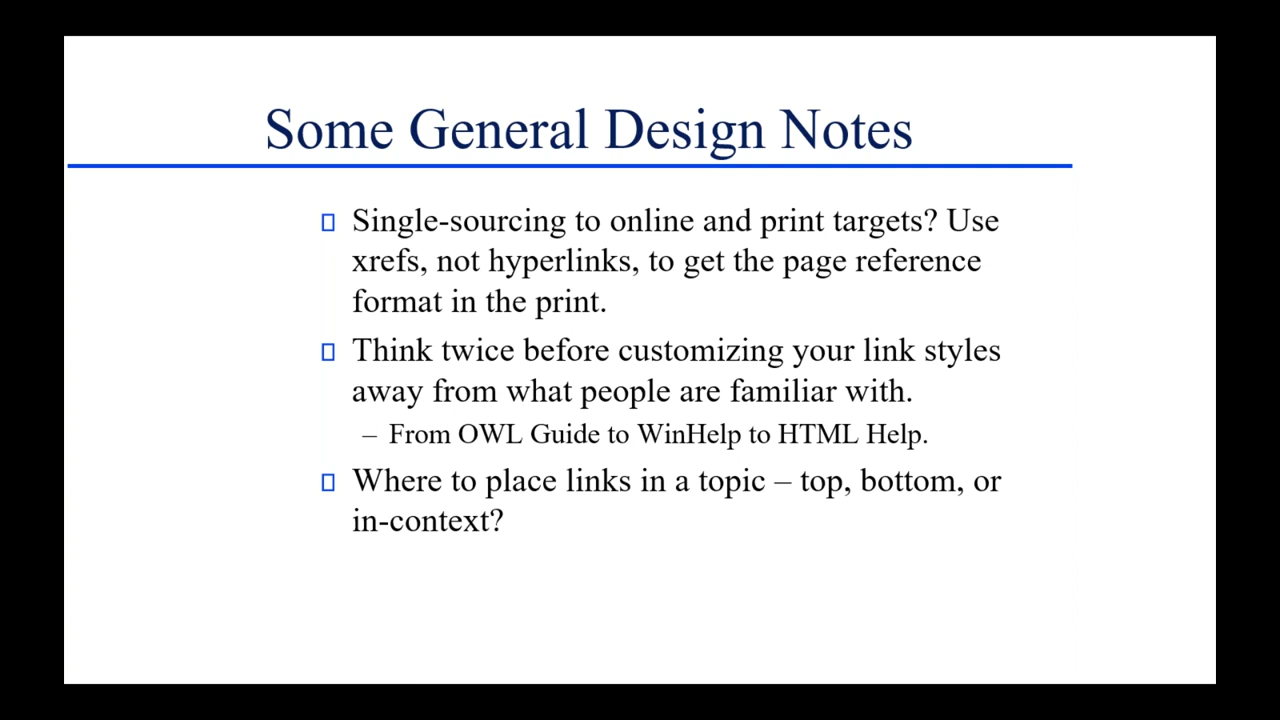 Some General Design Notes
Single-sourcing to online and print targets? Use
xrefs, not hyperlinks, to get the page reference
format in the print.
Think twice before customizing your link styles
away from what people are familiar with.
– From OWL Guide to WinHelp to HTML Help.
Where to place links in a topic – top, bottom, or
in-context?